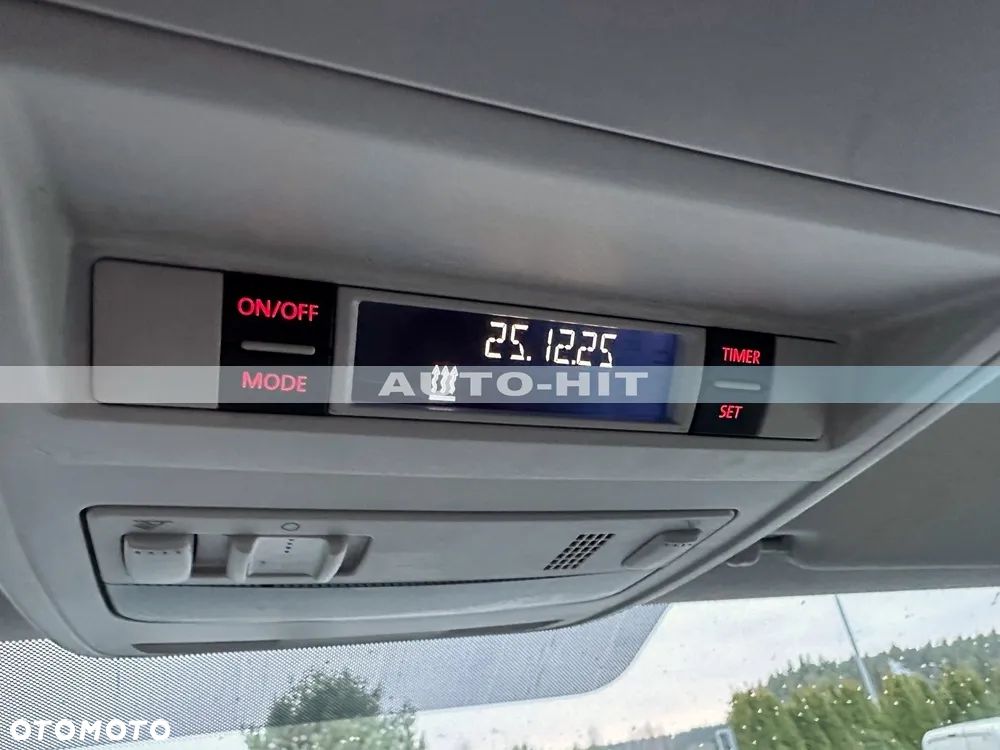 ON/OFF
MODE
25.12.25
TIMER
SET
AUTO-HIT
OTOMOTO